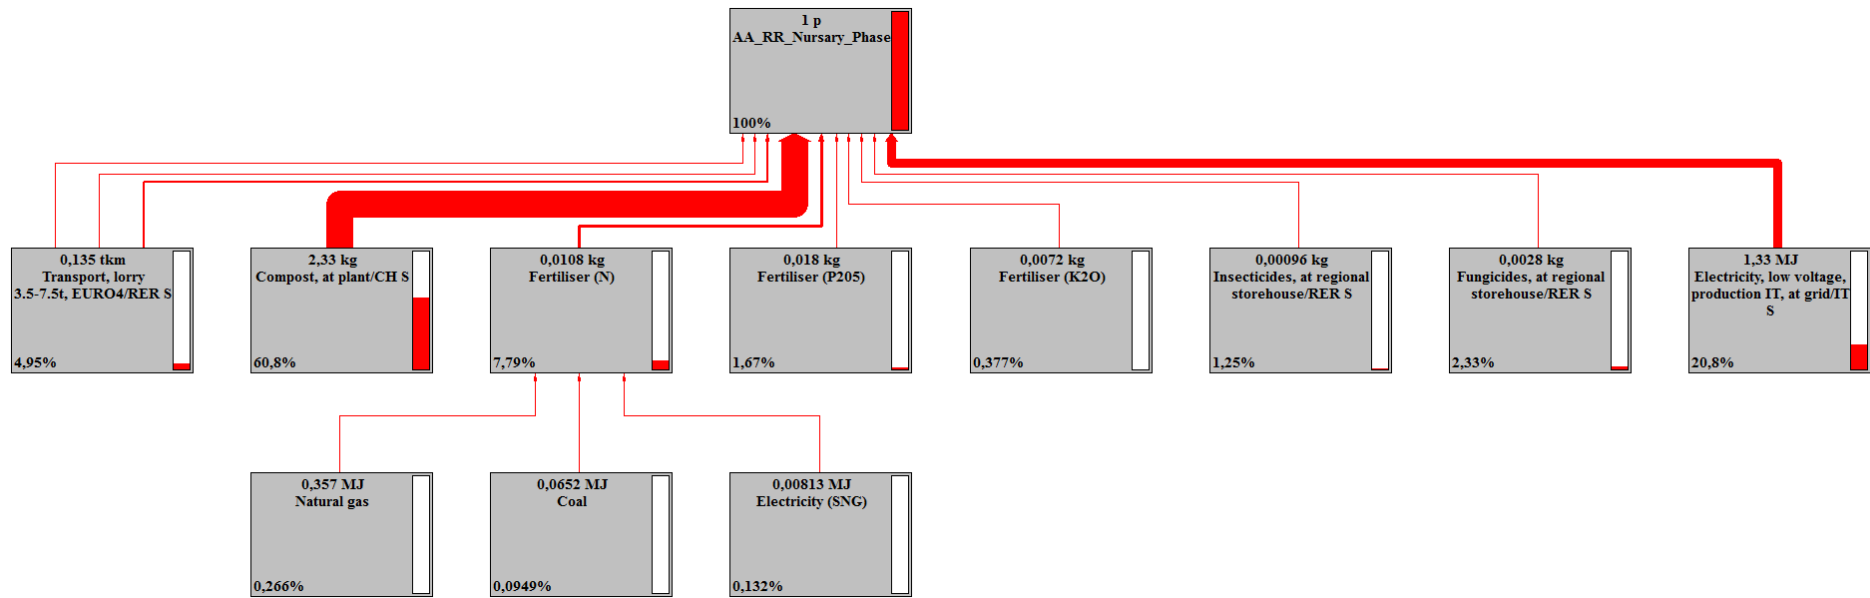 1 p
AA_RR_Nursary_Phase
100%
0,135 tkm
Transport, lorry
3.5-7.5t, EURO4/RER S
4,95%
2,33 kg
Compost, at plant/CH S
60,8%
0,0108 kg
Fertiliser (N)
7,79%
0,018 kg
Fertiliser (P205)
1,67%
0,0072 kg
Fertiliser (K2O)
0,377%
0,00096 kg
Insecticides, at regional
storehouse/RER S
1,25%
0,0028 kg
Fungicides, at regional
storehouse/RER S
2,33%
1,33 MJ
Electricity, low voltage,
production IT, at grid/IT
S
20,8%
0,357 MJ
Natural gas
0,266%
0,0652 MJ
Coal
0,0949%
0,00813 MJ
Electricity (SNG)
0,132%